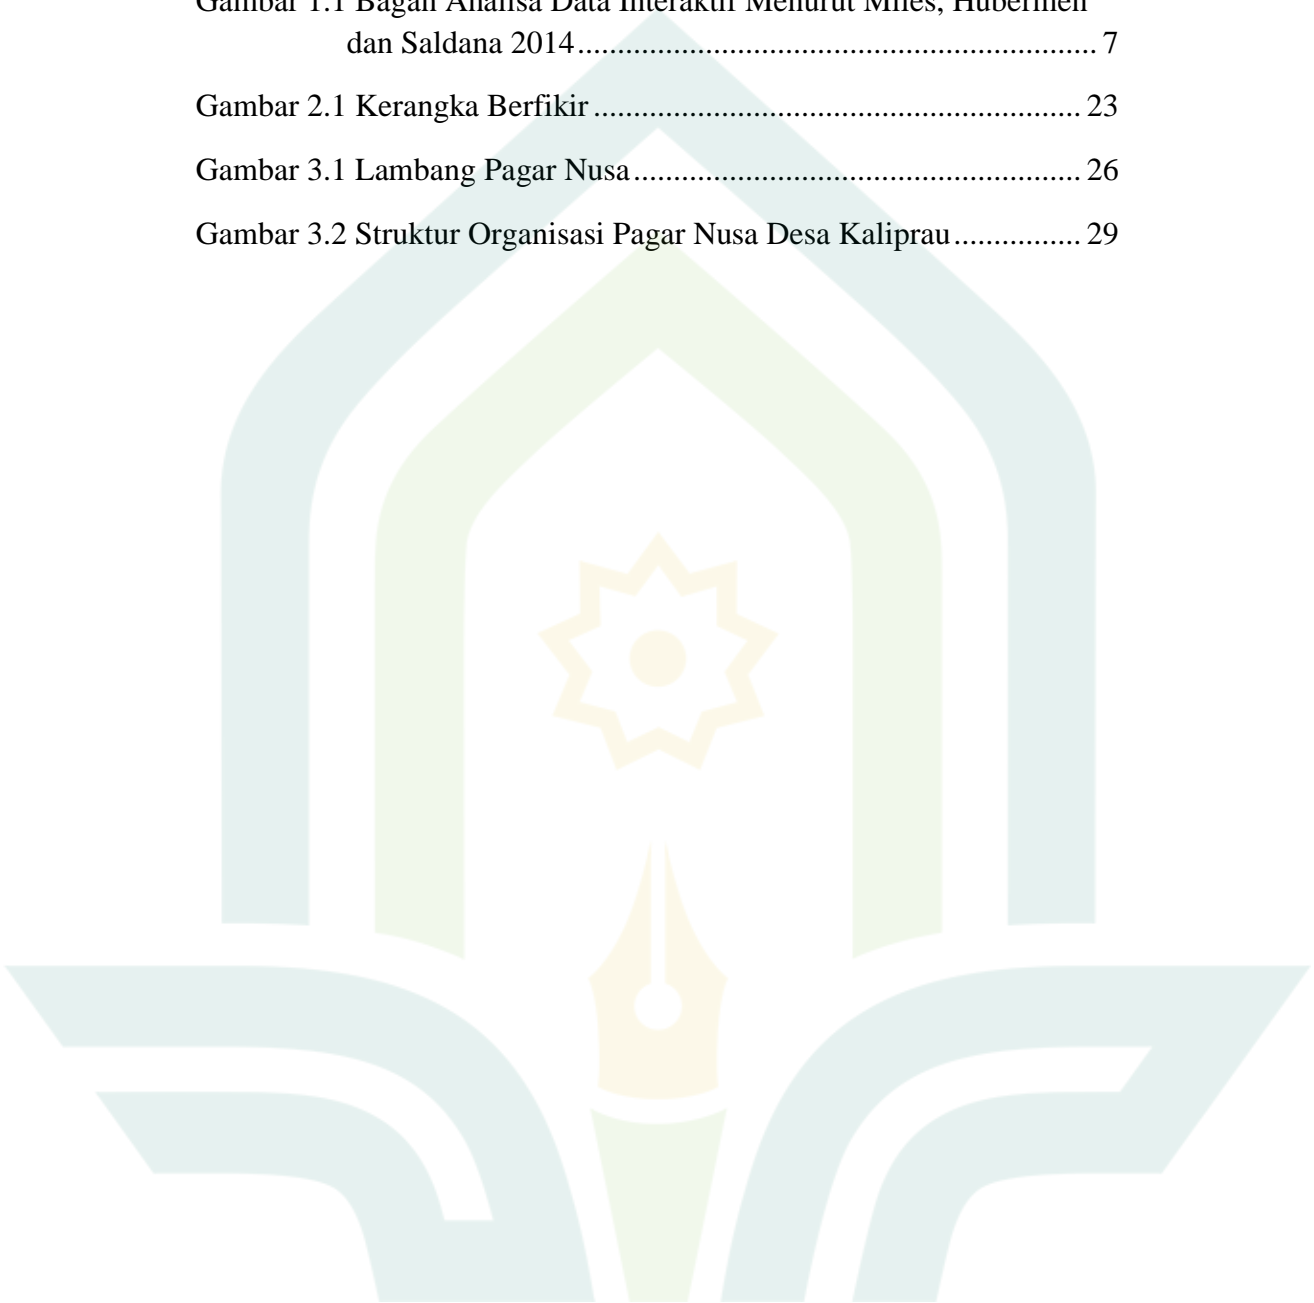 Gambar 1.1 Bagan Analisa Data Interaktif Menurut Miles, Hubermen
dan Saldana 2014................................................................. 7
Gambar 2.1 Kerangka Berfikir ............................................................. 23
Gambar 3.1 Lambang Pagar Nusa........................................................ 26
Gambar 3.2 Struktur Organisasi Pagar Nusa Desa Kaliprau................ 29